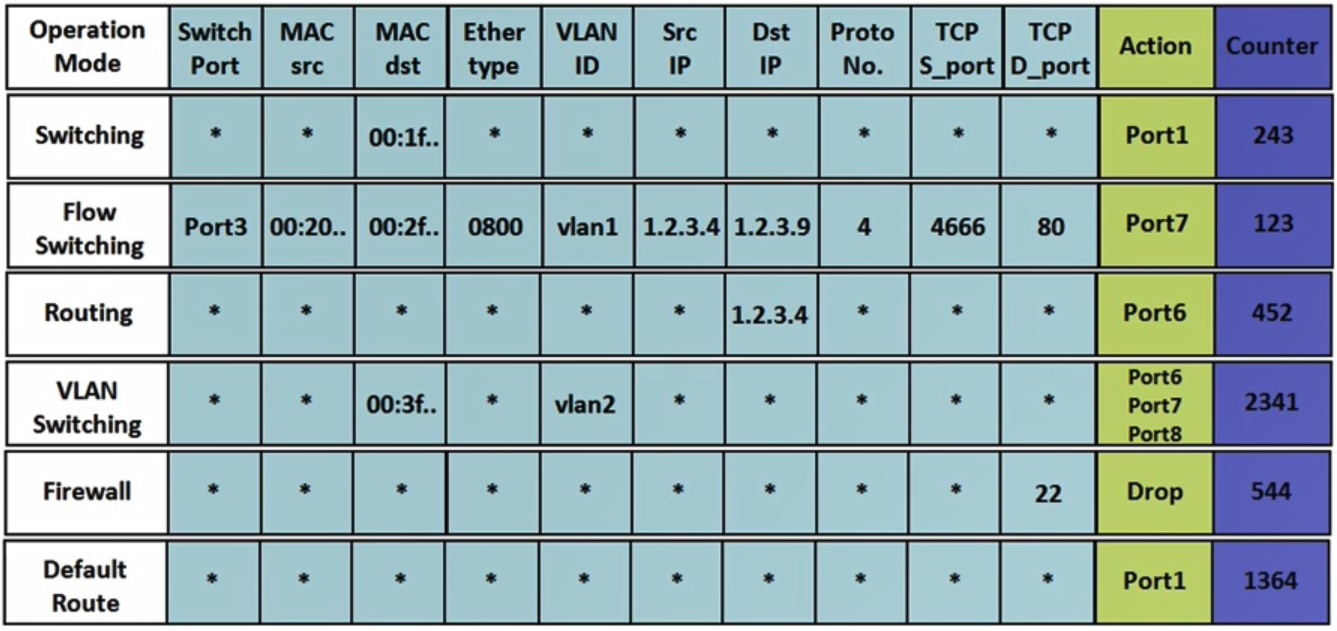 Operation Mode Switch Port MAC src MAC dst Ether type VLAN ID Src IP Dst IP Proto No. TCP S_port TCP D_port Action Counter
Switching * * 00:1f.. * * * * * * * Port1 243
Flow Switching Port3 00:20.. 00:2f.. 0800 vlan1 1.2.3.4 1.2.3.9 4 4666 80 Port7 123
Routing * * * * * * 1.2.3.4 * * * Port6 452
VLAN Switching * * 00:3f.. * vlan2 * * * * * Port6 Port7 Port8 2341
Firewall * * * * * * * * * 22 Drop 544
Default Route * * * * * * * * * * Port1 1364